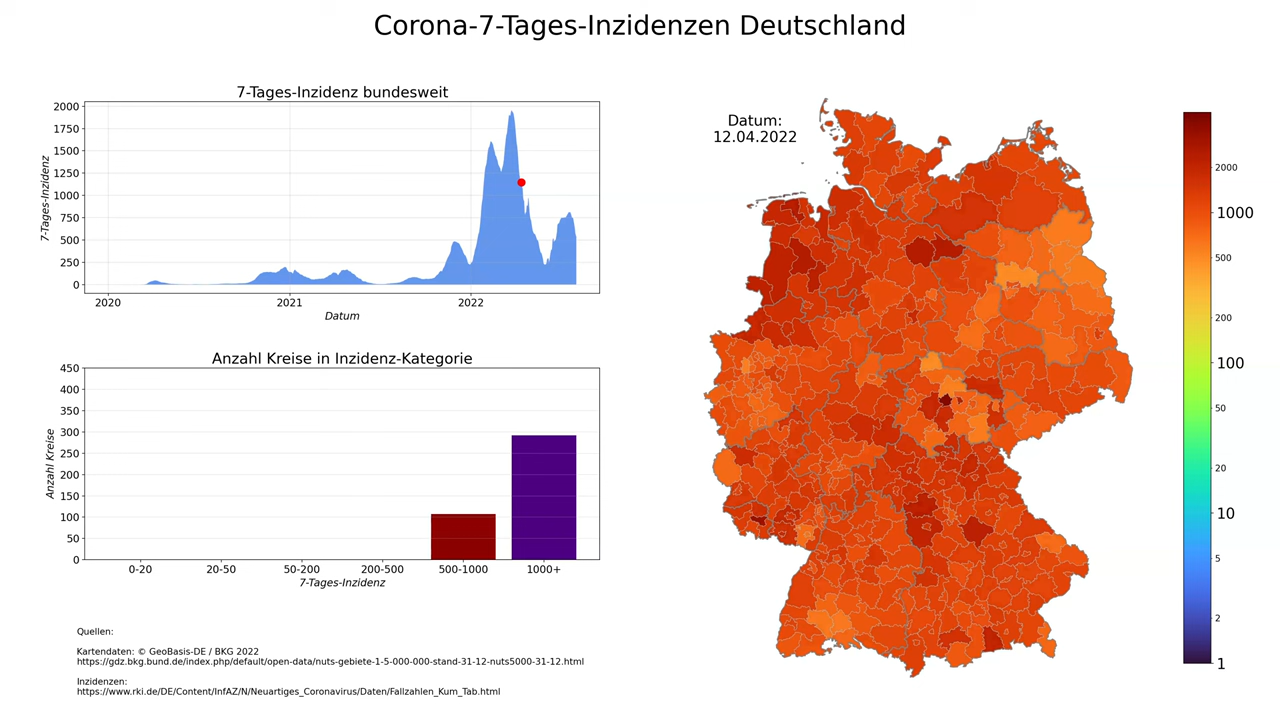 Corona-7-Tages-Inzidenzen Deutschland
7-Tages-Inzidenz bundesweit
2000
1750
1500
1250
1000
750
500
250
0
7-Tages-Inzidenz
2020 2021 2022
Datum
Anzahl Kreise in Inzidenz-Kategorie
450
400
350
300
250
200
150
100
50
0
Anzahl Kreise
0-20 20-50 50-200 200-500 500-1000 1000+
7-Tages-Inzidenz
Quellen:
Kartendaten: © GeoBasis-DE / BKG 2022
https://gdz.bkg.bund.de/index.php/default/open-data/nuts-gebiete-1-5-000-000-stand-31-12-nuts5000-31-12.html
Inzidenzen:
https://www.rki.de/DE/Content/InfAZ/N/Neuartiges_Coronavirus/Daten/Fallzahlen_Kum_Tab.html
Datum:
12.04.2022
2000
1000
500
200
100
50
20
10
5
2
1